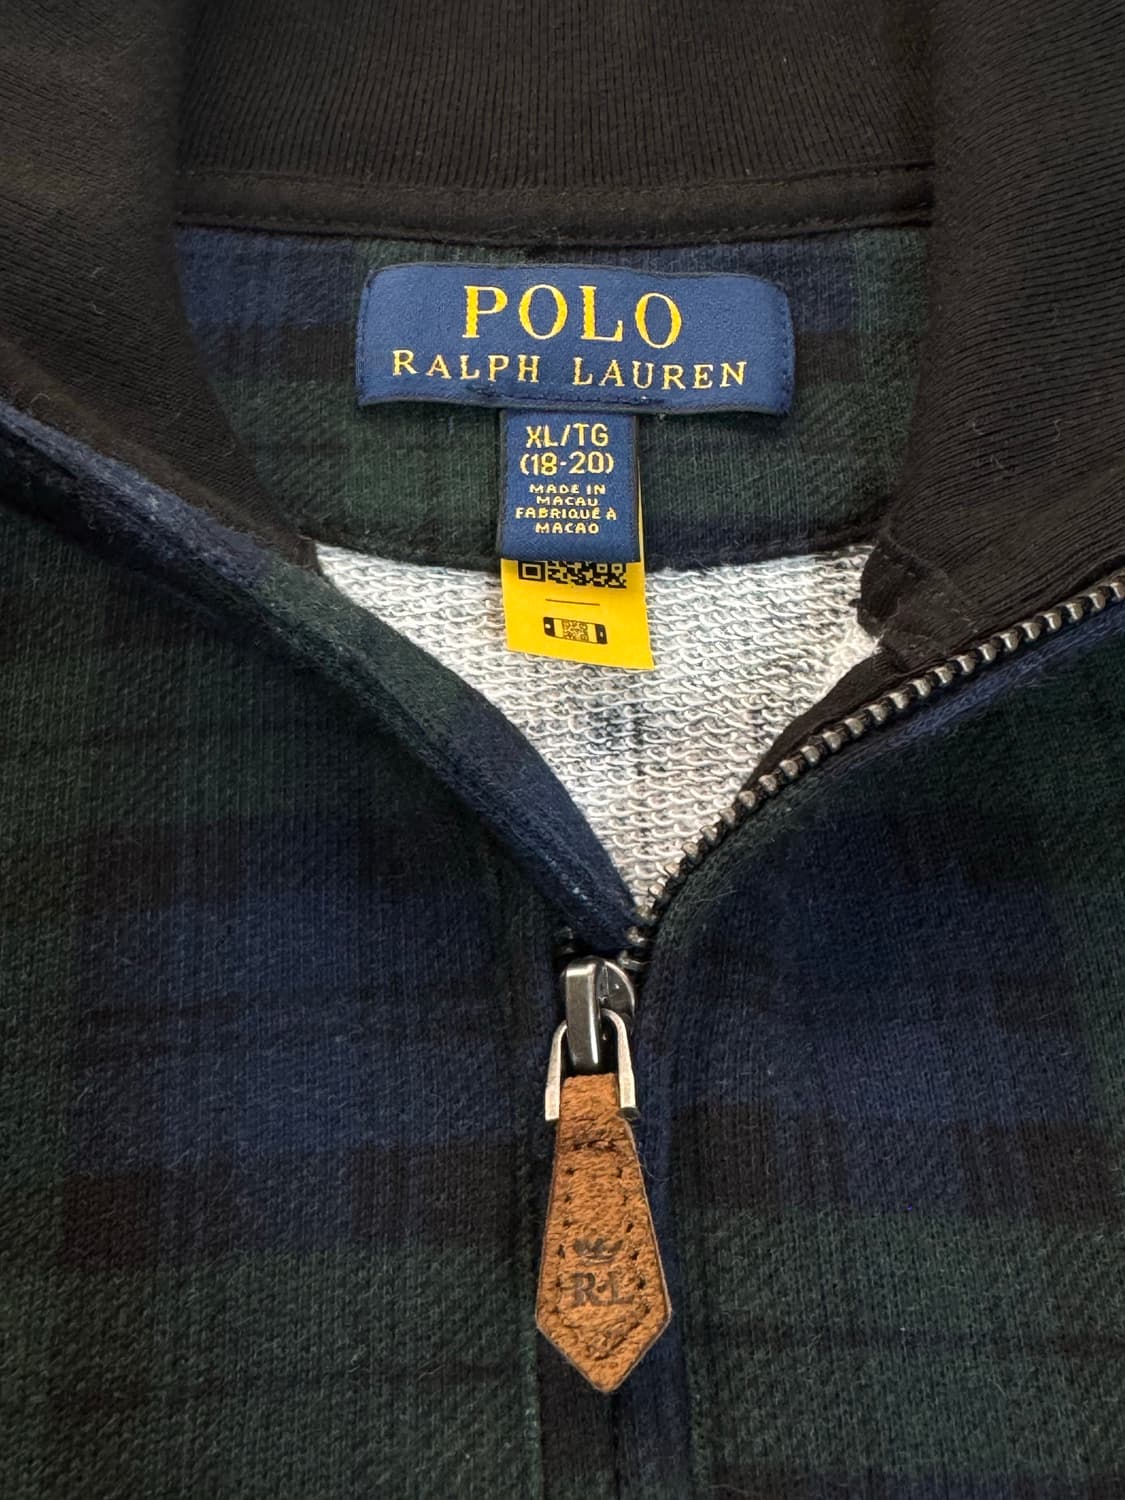 POLO
RALPH LAUREN
XL/TG
(18-20)
MADE IN
MACAU
FABRIQUÉ À
MACAO
RL